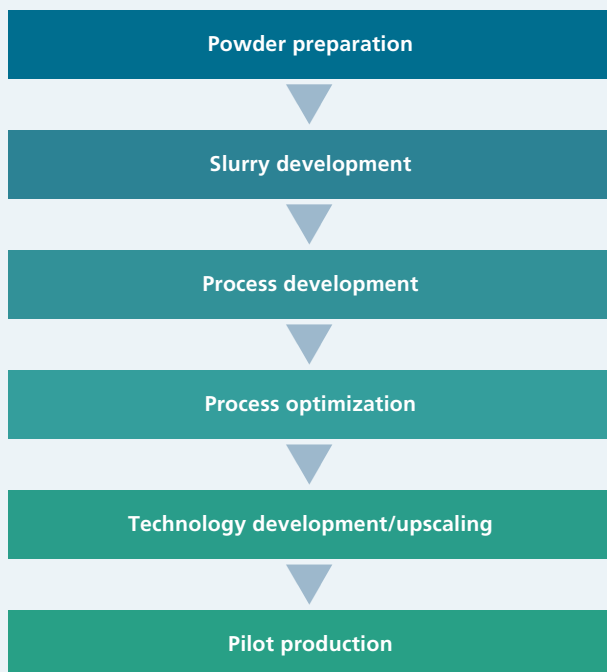 Powder preparation
Slurry development
Process development
Process optimization
Technology development/upscaling
Pilot production